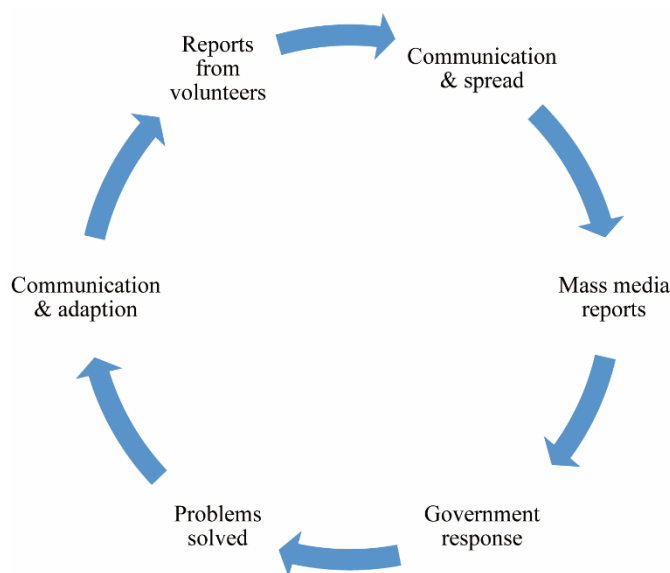 Reports
from
volunteers
Communication
& spread
Mass media
reports
Government
response
Problems
solved
Communication
& adaption